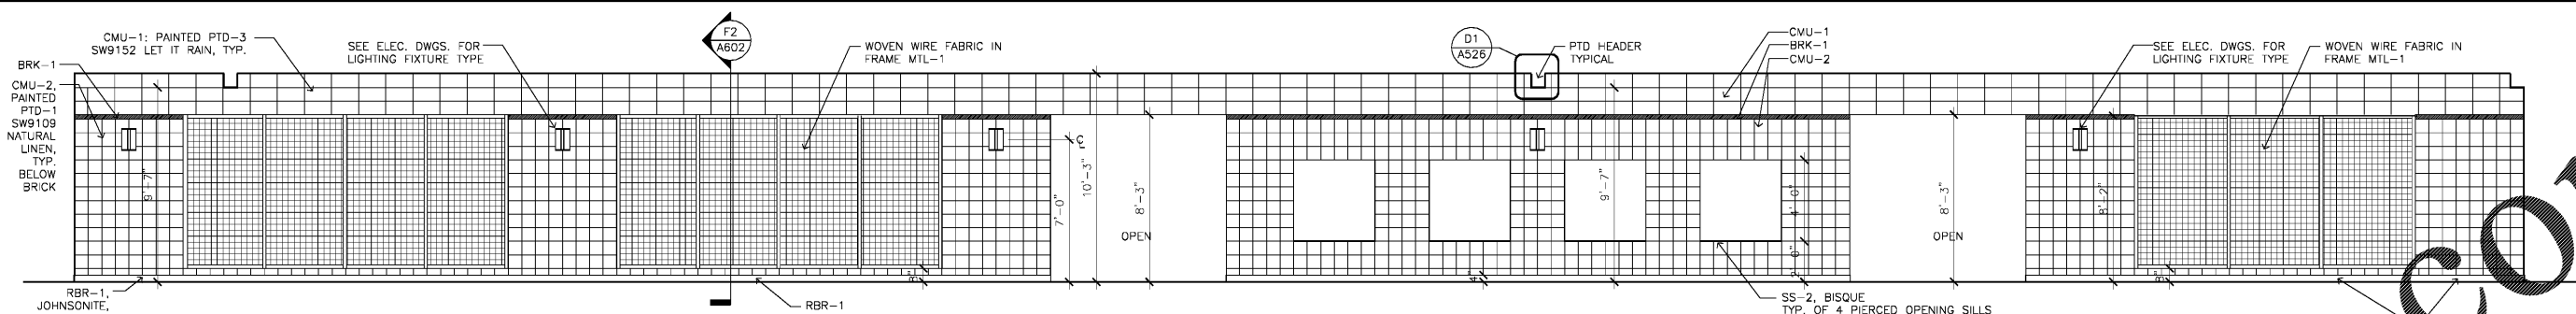 CMU-1: PAINTED PTD-3
SW9152 LET IT RAIN, TYP.
BRK-1
CMU-2,
PAINTED
PTD-1
SW9109
NATURAL
LINEN,
TYP.
BELOW
BRICK
SEE ELEC. DWGS. FOR
LIGHTING FIXTURE TYPE
F2
A602
WOVEN WIRE FABRIC IN
FRAME MTL-1
D1
A526
PTD HEADER
TYPICAL
CMU-1
BRK-1
CMU-2
SEE ELEC. DWGS. FOR
LIGHTING FIXTURE TYPE
WOVEN WIRE FABRIC IN
FRAME MTL-1
9'-7"
8"
7'-0"
10'-3"
8'-3"
OPEN
4"
9'-7"
4'-0"
2'-0"
8'-3"
OPEN
8'-2"
8"
RBR-1,
JOHNSONITE,
RBR-1
SS-2, BISQUE
TYP. OF 4 PIERCED OPENING SILLS